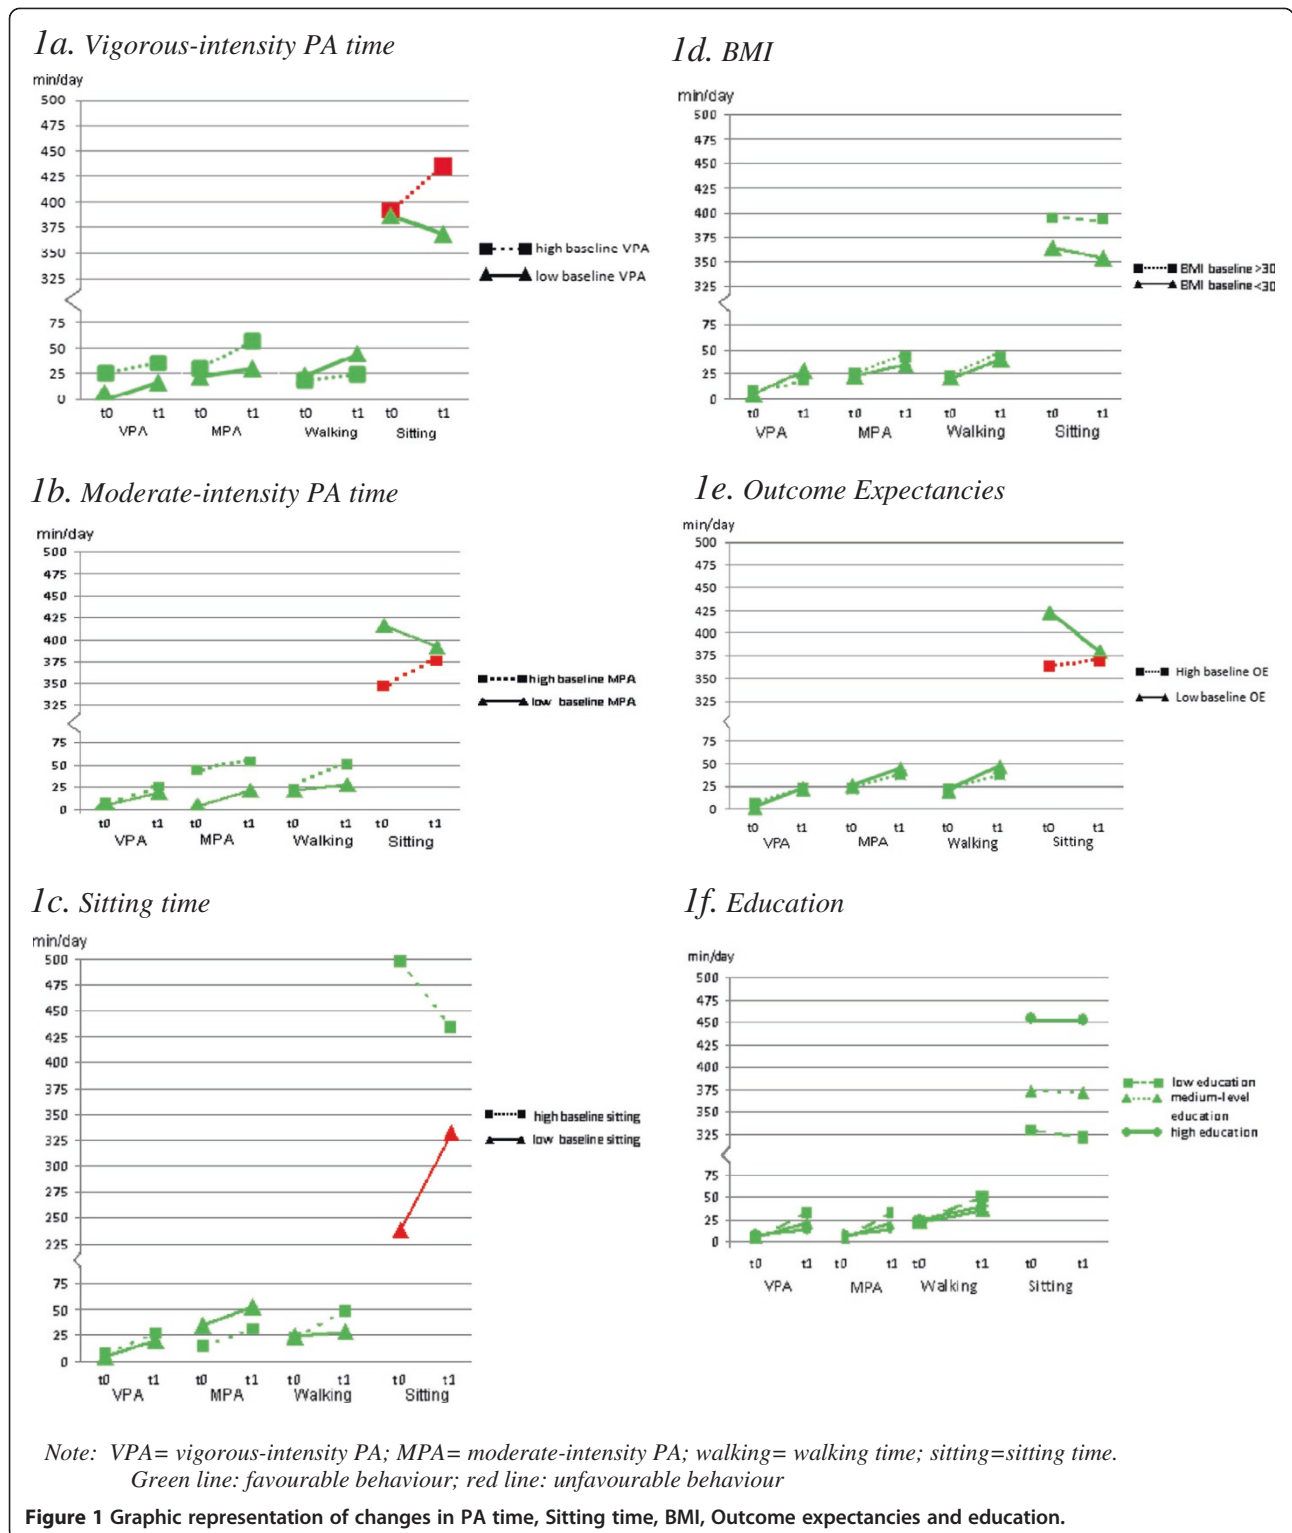 1a. Vigorous-intensity PA time
min/day
500
475
450
425
400
375
350
325
75
50
25
0
t0 t1 t0 t1 t0 t1 t0 t1
VPA MPA Walking Sitting
high baseline VPA
low baseline VPA
1d. BMI
min/day
500
475
450
425
400
375
350
325
75
50
25
0
t0 t1 t0 t1 t0 t1 t0 t1
VPA MPA Walking Sitting
BMI baseline >30
BMI baseline <30
1b. Moderate-intensity PA time
min/day
500
475
450
425
400
375
350
325
75
50
25
0
t0 t1 t0 t1 t0 t1 t0 t1
VPA MPA Walking Sitting
high baseline MPA
low baseline MPA
1e. Outcome Expectancies
min/day
500
475
450
425
400
375
350
325
75
50
25
0
t0 t1 t0 t1 t0 t1 t0 t1
VPA MPA Walking Sitting
High baseline OE
Low baseline OE
1c. Sitting time
min/day
500
475
450
425
400
375
350
325
300
275
250
225
75
50
25
0
t0 t1 t0 t1 t0 t1 t0 t1
VPA MPA Walking Sitting
high baseline sitting
low baseline sitting
1f. Education
min/day
500
475
450
425
400
375
350
325
75
50
25
0
t0 t1 t0 t1 t0 t1 t0 t1
VPA MPA Walking Sitting
low education
medium-level
education
high education
Note: VPA= vigorous-intensity PA; MPA= moderate-intensity PA; walking= walking time; sitting=sitting time.
Green line: favourable behaviour; red line: unfavourable behaviour
Figure 1 Graphic representation of changes in PA time, Sitting time, BMI, Outcome expectancies and education.